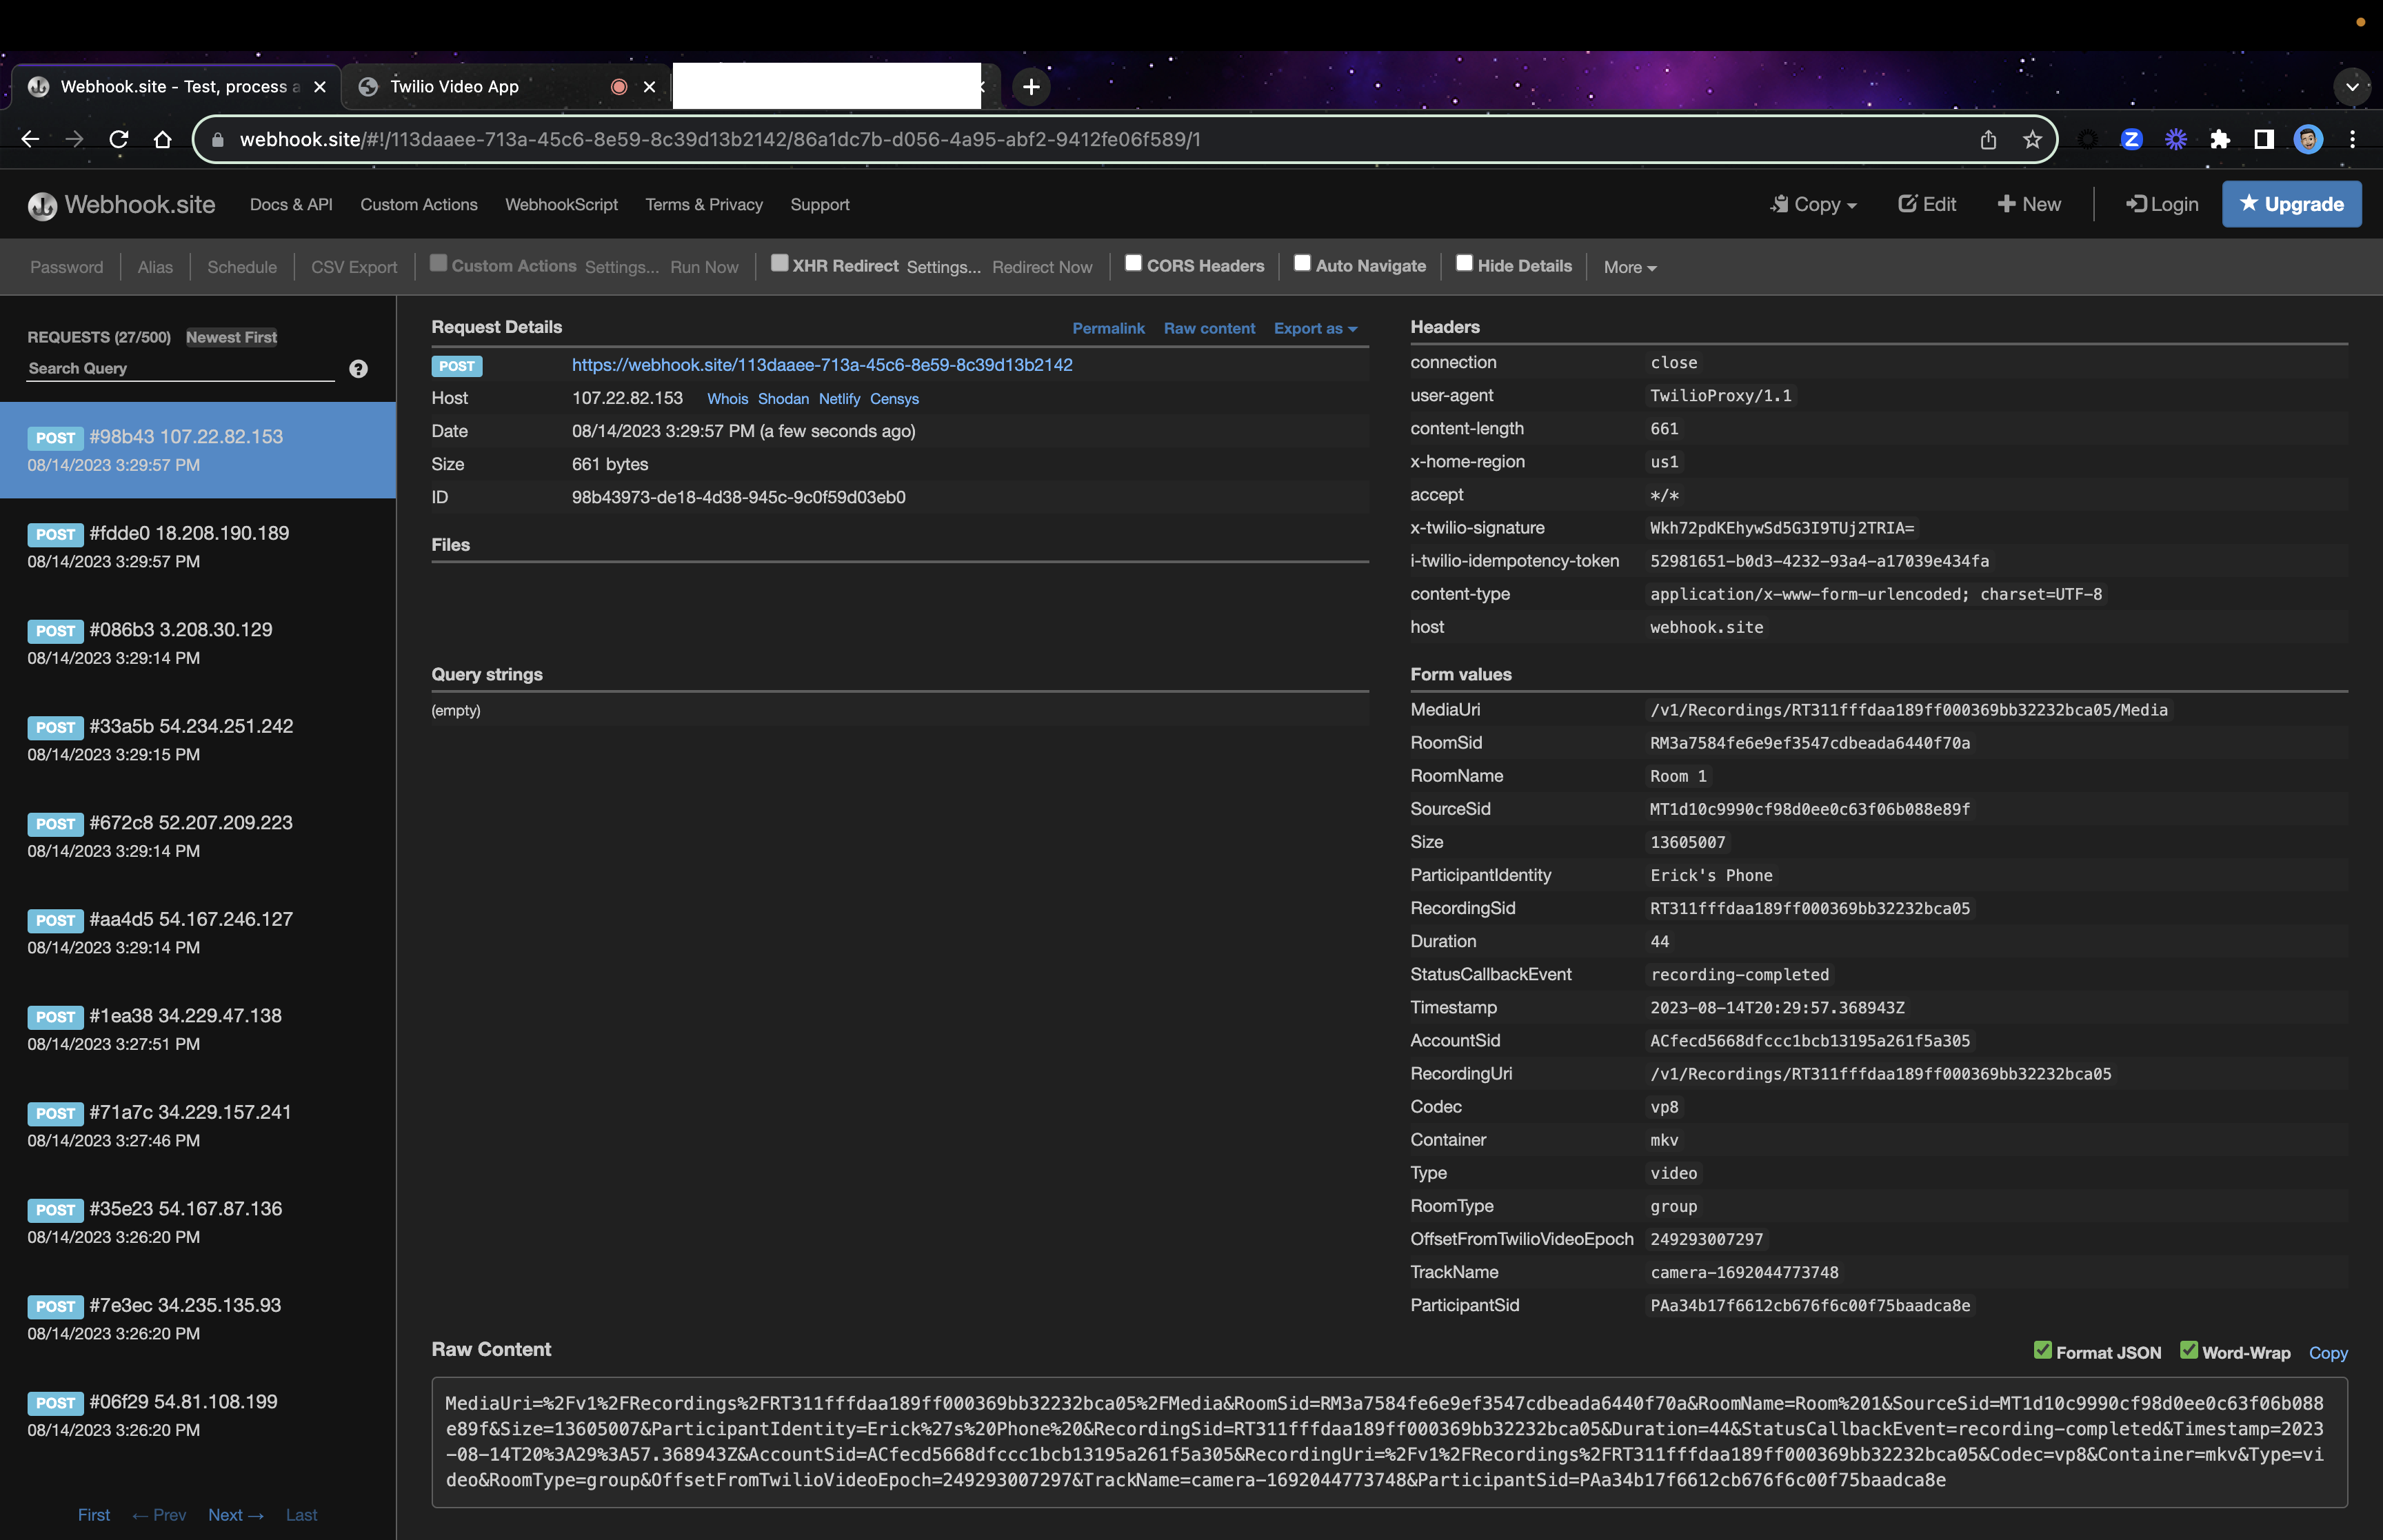 Webhook.site - Test, process a
Twilio Video App
webhook.site/#!/113daaee-713a-45c6-8e59-8c39d13b2142/86a1dc7b-d056-4a95-abf2-9412fe06f589/1
Webhook.site Docs & API Custom Actions WebhookScript Terms & Privacy Support Copy Edit New Login Upgrade
Password Alias Schedule CSV Export Custom Actions Settings... Run Now XHR Redirect Settings... Redirect Now CORS Headers Auto Navigate Hide Details More
REQUESTS (27/500) Newest First
Search Query
POST #98b43 107.22.82.153
08/14/2023 3:29:57 PM
POST #fdde0 18.208.190.189
08/14/2023 3:29:57 PM
POST #086b3 3.208.30.129
08/14/2023 3:29:14 PM
POST #33a5b 54.234.251.242
08/14/2023 3:29:15 PM
POST #672c8 52.207.209.223
08/14/2023 3:29:14 PM
POST #aa4d5 54.167.246.127
08/14/2023 3:29:14 PM
POST #1ea38 34.229.47.138
08/14/2023 3:27:51 PM
POST #71a7c 34.229.157.241
08/14/2023 3:27:46 PM
POST #35e23 54.167.87.136
08/14/2023 3:26:20 PM
POST #7e3ec 34.235.135.93
08/14/2023 3:26:20 PM
POST #06f29 54.81.108.199
08/14/2023 3:26:20 PM
First ← Prev Next → Last
Request Details Permalink Raw content Export as
POST https://webhook.site/113daaee-713a-45c6-8e59-8c39d13b2142
Host 107.22.82.153 Whois Shodan Netlify Censys
Date 08/14/2023 3:29:57 PM (a few seconds ago)
Size 661 bytes
ID 98b43973-de18-4d38-945c-9c0f59d03eb0
Files
Query strings
(empty)
Headers
connection close
user-agent TwilioProxy/1.1
content-length 661
x-home-region us1
accept */*
x-twilio-signature Wkh72pdKEhywSd5G3I9TUj2TRIA=
i-twilio-idempotency-token 52981651-b0d3-4232-93a4-a17039e434fa
content-type application/x-www-form-urlencoded; charset=UTF-8
host webhook.site
Form values
MediaUri /v1/Recordings/RT311fffdaa189ff000369bb32232bca05/Media
RoomSid RM3a7584fe6e9ef3547cdbeada6440f70a
RoomName Room 1
SourceSid MT1d10c9990cf98d0ee0c63f06b088e89f
Size 13605007
ParticipantIdentity Erick's Phone
RecordingSid RT311fffdaa189ff000369bb32232bca05
Duration 44
StatusCallbackEvent recording-completed
Timestamp 2023-08-14T20:29:57.368943Z
AccountSid ACfecd5668dfccc1bcb13195a261f5a305
RecordingUri /v1/Recordings/RT311fffdaa189ff000369bb32232bca05
Codec vp8
Container mkv
Type video
RoomType group
OffsetFromTwilioVideoEpoch 249293007297
TrackName camera-1692044773748
ParticipantSid PAa34b17f6612cb676f6c00f75baadca8e
Raw Content Format JSON Word-Wrap Copy
MediaUri=%2Fv1%2FRecordings%2FRT311fffdaa189ff000369bb32232bca05%2FMedia&RoomSid=RM3a7584fe6e9ef3547cdbeada6440f70a&RoomName=Room%201&SourceSid=MT1d10c9990cf98d0ee0c63f06b088
e89f&Size=13605007&ParticipantIdentity=Erick%27s%20Phone%20&RecordingSid=RT311fffdaa189ff000369bb32232bca05&Duration=44&StatusCallbackEvent=recording-completed&Timestamp=2023
-08-14T20%3A29%3A57.368943Z&AccountSid=ACfecd5668dfccc1bcb13195a261f5a305&RecordingUri=%2Fv1%2FRecordings%2FRT311fffdaa189ff000369bb32232bca05&Codec=vp8&Container=mkv&Type=vi
deo&RoomType=group&OffsetFromTwilioVideoEpoch=249293007297&TrackName=camera-1692044773748&ParticipantSid=PAa34b17f6612cb676f6c00f75baadca8e